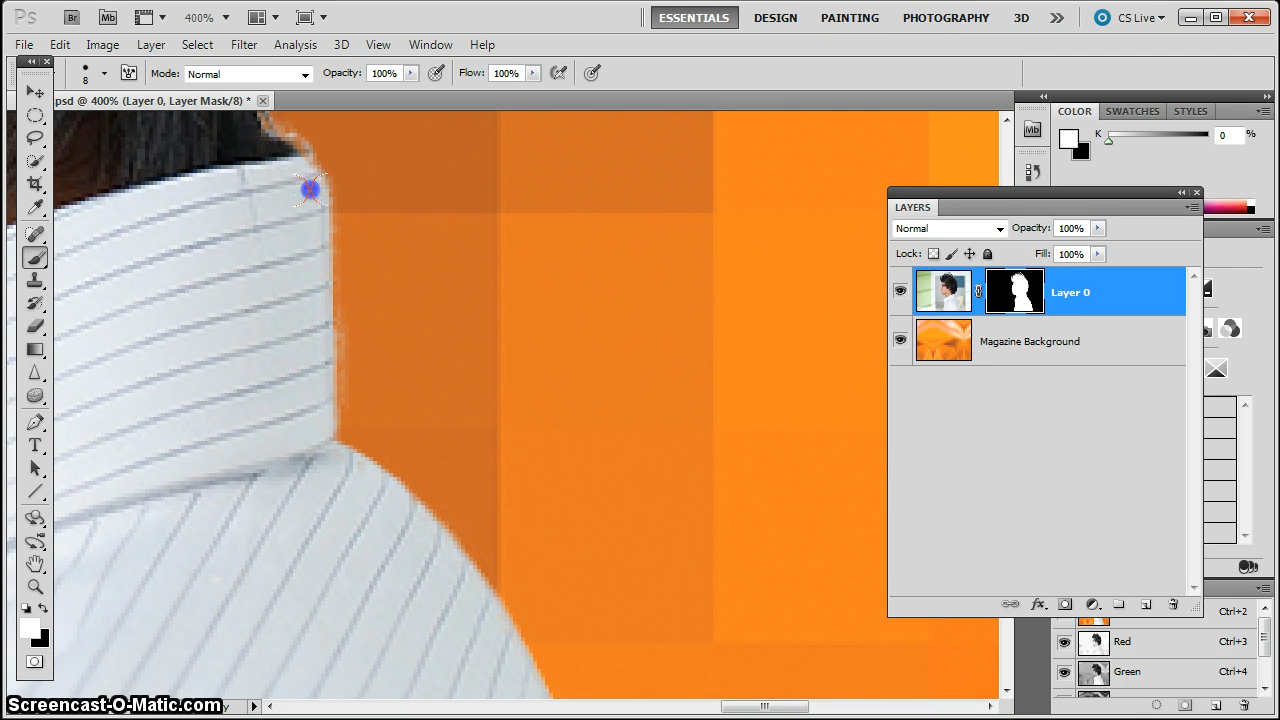 Ps Br Mb 400% ESSENTIALS DESIGN PAINTING PHOTOGRAPHY 3D CS Live
File Edit Image Layer Select Filter Analysis 3D View Window Help
8 Mode: Normal Opacity: 100% Flow: 100%
psd @ 400% (Layer 0, Layer Mask/8) *
COLOR SWATCHES STYLES
Mb K 0 %
LAYERS
Normal Opacity: 100%
Lock: Fill: 100%
Layer 0
Magazine Background
T
fx
Ctrl+2
Red Ctrl+3
Green Ctrl+4
Screencast-O-Matic.com